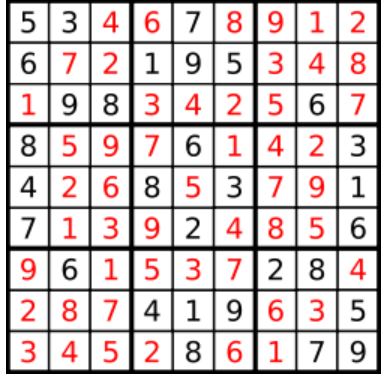 5 3 4 6 7 8 9 1 2
6 7 2 1 9 5 3 4 8
1 9 8 3 4 2 5 6 7
8 5 9 7 6 1 4 2 3
4 2 6 8 5 3 7 9 1
7 1 3 9 2 4 8 5 6
9 6 1 5 3 7 2 8 4
2 8 7 4 1 9 6 3 5
3 4 5 2 8 6 1 7 9